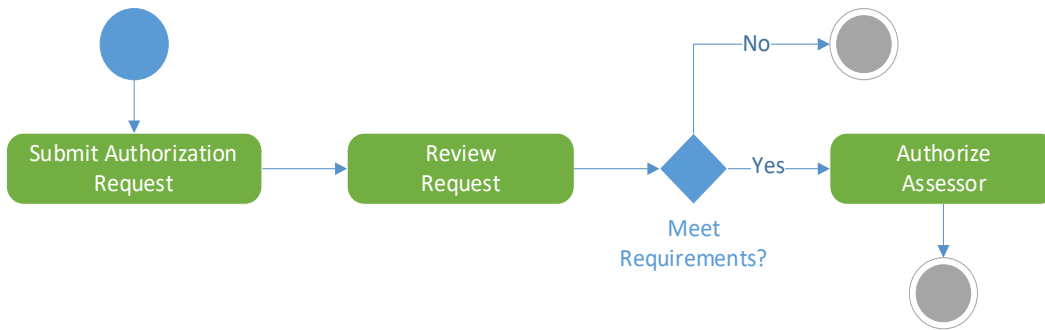 No
Submit Authorization
Request
Review
Request
Yes
Authorize
Assessor
Meet
Requirements?